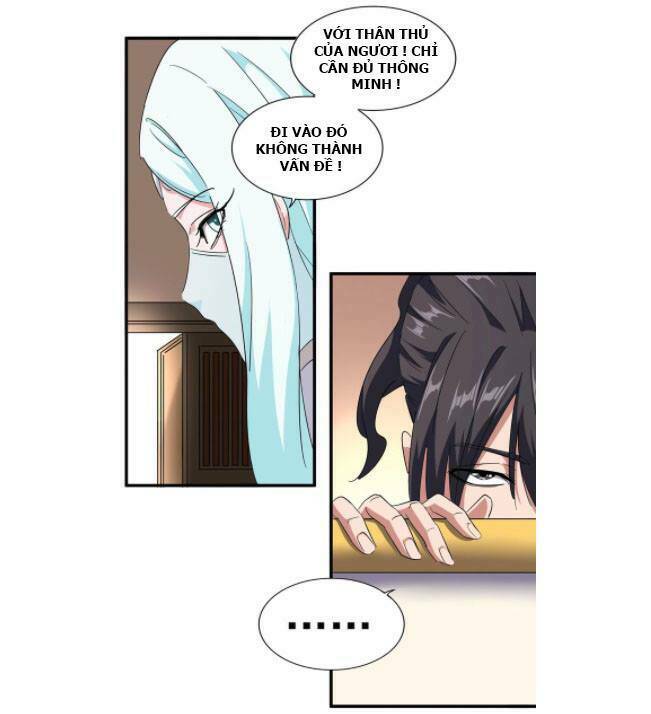 VỚI THÂN THỦ
CỦA NGƯƠI ! CHỈ
CẦN ĐỦ THÔNG
MINH !
ĐI VÀO ĐÓ
KHÔNG THÀNH
VẤN ĐỀ !
......